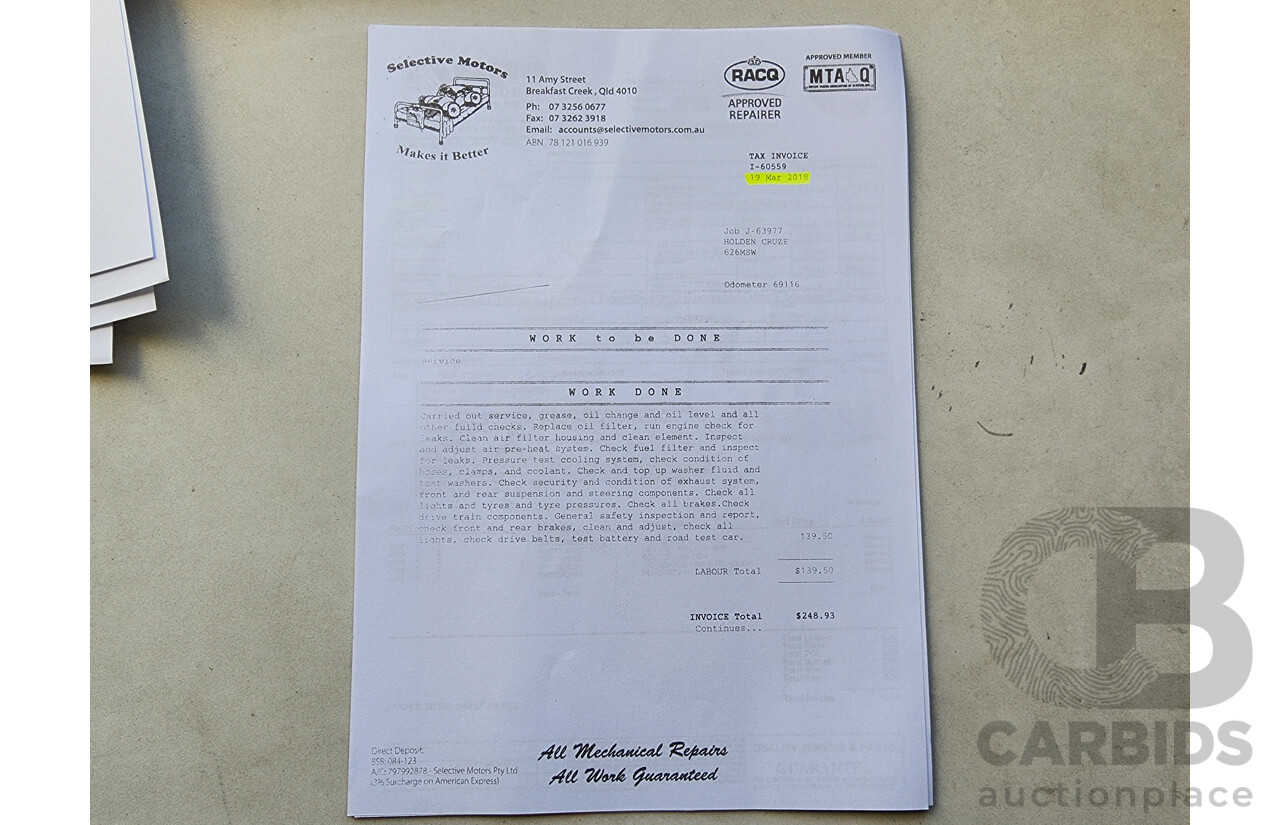 Selective Motors
Makes it Better
11 Amy Street
Breakfast Creek , Qld 4010
Ph: 07 3256 0677
Fax: 07 3262 3918
Email: accounts@selectivemotors.com.au
ABN 78 121 016 939
RACQ
APPROVED
REPAIRER
APPROVED MEMBER
MTA Q
TAX INVOICE
I-60559
19 Mar 2018
Job J-63977
HOLDEN CRUZE
626MSW
Odometer 69116
WORK to be DONE
service
WORK DONE
Carried out service, grease, oil change and oil level and all
other fuild checks. Replace oil filter, run engine check for
leaks. Clean air filter housing and clean element. Inspect
and adjust air pre-heat system. Check fuel filter and inspect
for leaks. Pressure test cooling system, check condition of
hoses, clamps, and coolant. Check and top up washer fluid and
test washers. Check security and condition of exhaust system,
front and rear suspension and steering components. Check all
lights and tyres and tyre pressures. Check all brakes.Check
drive train components. General safety inspection and report,
check front and rear brakes, clean and adjust, check all
lights, check drive belts, test battery and road test car. 139.50
LABOUR Total $139.50
INVOICE Total $248.93
Continues...
Direct Deposit:
BSB: 084-123
A/C: 797992878 - Selective Motors Pty Ltd
(2% Surcharge on American Express)
All Mechanical Repairs
All Work Guaranteed
CB
CARBIDS
auctionplace